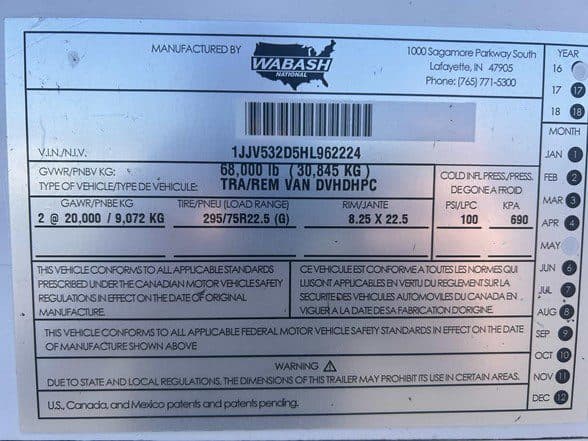 MANUFACTURED BY
WABASH
NATIONAL
1000 Sagamore Parkway South
Lafayette, IN 47905
Phone: (765) 771-5300
V.I.N./N.I.V.
1JJV532D5HL962224
GVWR/PNBV KG:
68,000 lb (30,845 KG)
TYPE OF VEHICLE/TYPE DE VEHICULE:
TRA/REM VAN DVHDHPC
COLD INFL PRESS./PRESS.
DE GONE A FROID
GAWR/PNBE KG
TIRE/PNEU (LOAD RANGE)
RIM/JANTE
PSI/LPC
KPA
2 @ 20,000 / 9,072 KG
295/75R22.5 (G)
8.25 X 22.5
100
690
THIS VEHICLE CONFORMS TO ALL APPLICABLE STANDARDS
PRESCRIBED UNDER THE CANADIAN MOTOR VEHICLE SAFETY
REGULATIONS IN EFFECT ON THE DATE OF ORIGINAL
MANUFACTURE.
CE VEHICULE EST CONFORME A TOUTES LES NORMES QUI
LUI SONT APPLICABLES EN VERTU DU REGLEMENT SUR LA
SECURITE DES VEHICULES AUTOMOVILES DU CANADA EN
VIGUER A LA DATE DE SA FABRICATION D'ORIGINE.
THIS VEHICLE CONFORMS TO ALL APPLICABLE FEDERAL MOTOR VEHICLE SAFETY STANDARDS IN EFFECT ON THE DATE
OF MANUFACTURE SHOWN ABOVE
WARNING
DUE TO STATE AND LOCAL REGULATIONS, THE DIMENSIONS OF THIS TRAILER MAY PROHIBIT ITS USE IN CERTAIN AREAS.
U.S., Canada, and Mexico patents and patents pending.
YEAR
16
17 17
18 18
MONTH
JAN 1
FEB 2
MAR 3
APR 4
MAY
JUN 6
JUL 7
AUG 8
SEP 9
OCT 10
NOV 11
DEC 12